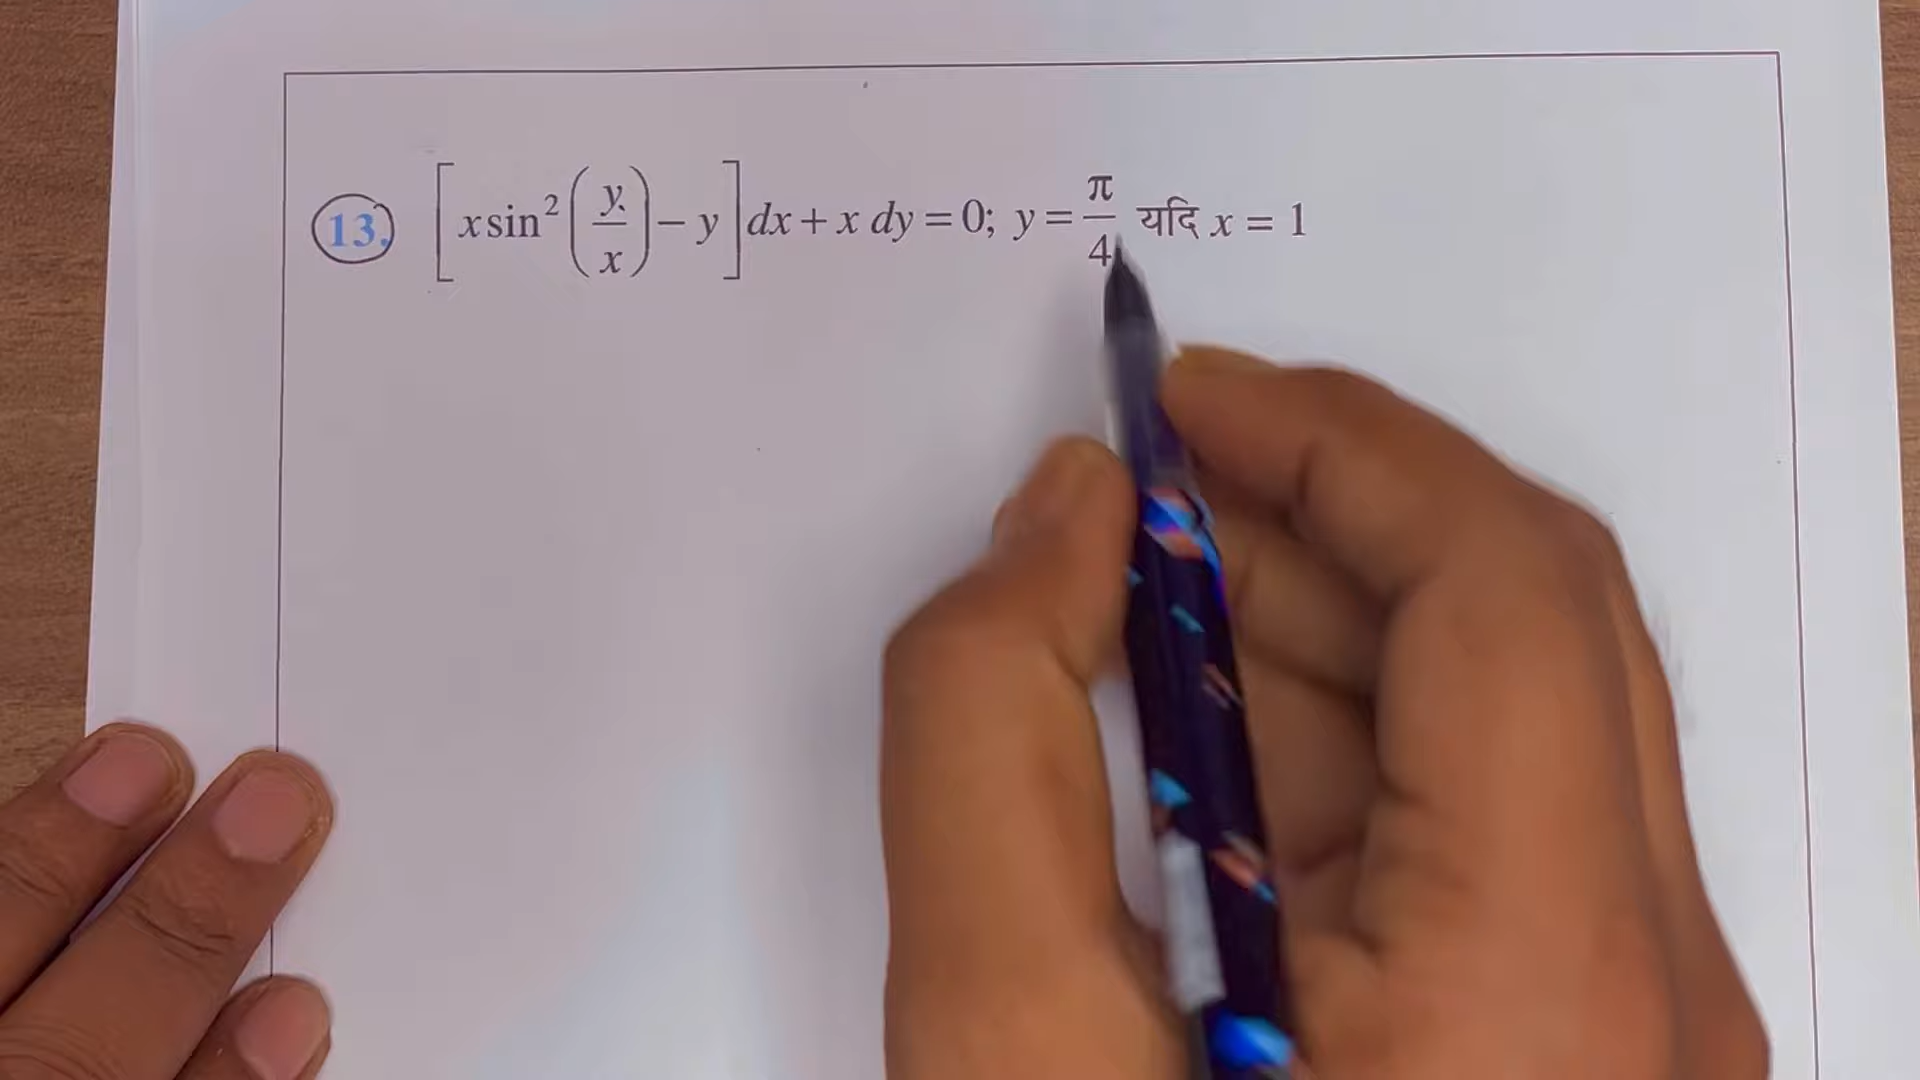 13. [x sin²(y/x) − y] dx + x dy = 0; y = π/4 यदि x = 1